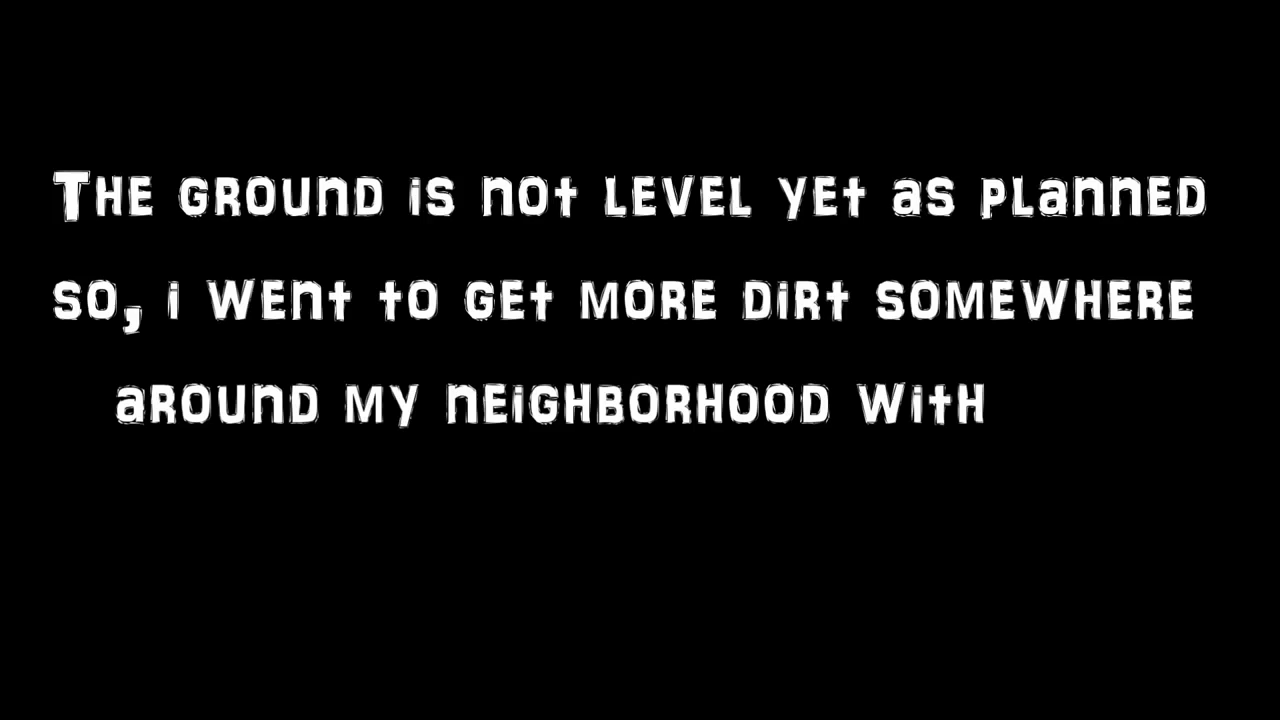 The ground is not level yet as planned
so, i went to get more dirt somewhere
around my neighborhood with